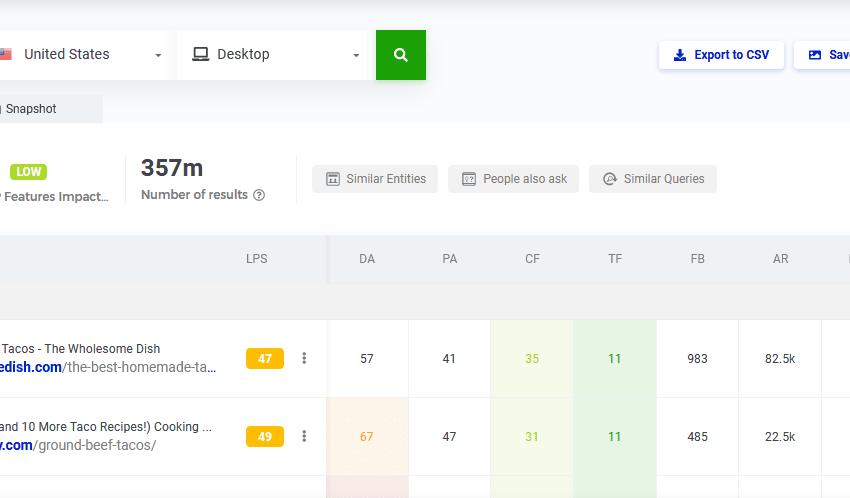 United States
Desktop
Export to CSV
Save
Snapshot
LOW
Features Impact...
357m
Number of results
Similar Entities
People also ask
Similar Queries
LPS DA PA CF TF FB AR
Tacos - The Wholesome Dish
edish.com/the-best-homemade-ta...
47 57 41 35 11 983 82.5k
and 10 More Taco Recipes!) Cooking ...
y.com/ground-beef-tacos/
49 67 47 31 11 485 22.5k